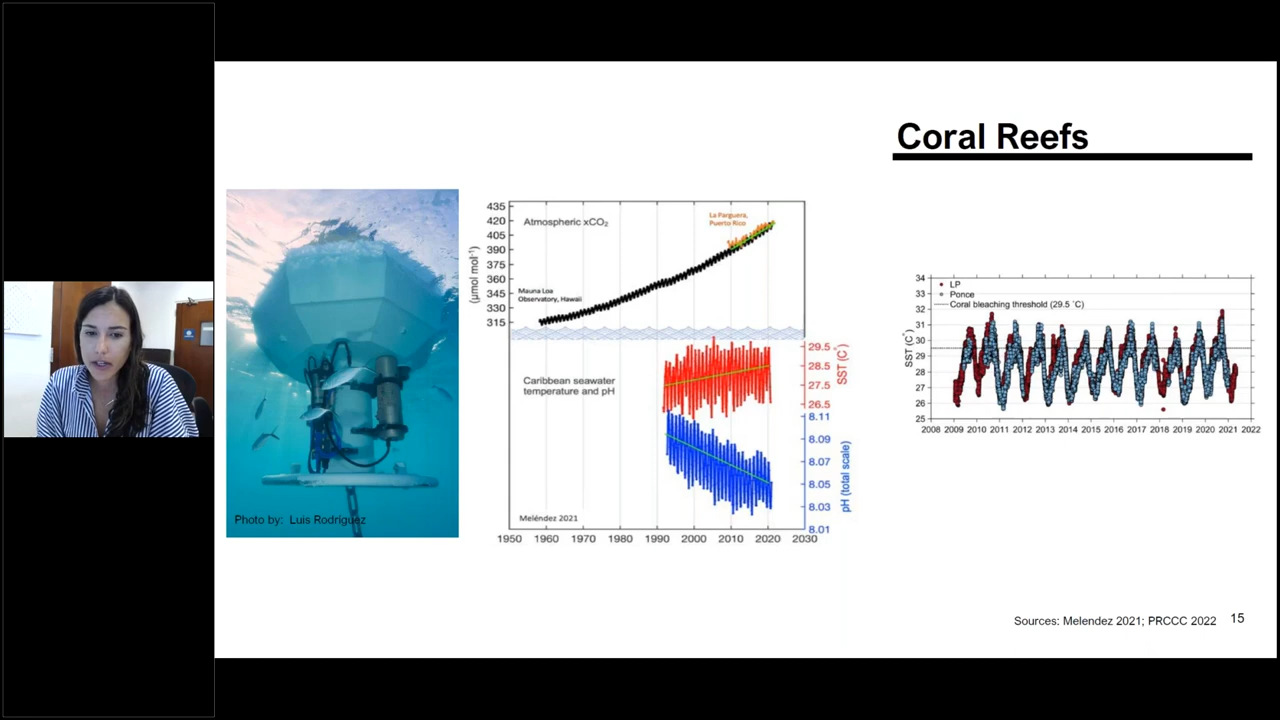 Coral Reefs
Photo by: Luis Rodríguez
435
420
405
390
375
360
345
330
315
(µmol mol⁻¹)
Atmospheric xCO₂
La Parguera,
Puerto Rico
Mauna Loa
Observatory, Hawaii
Caribbean seawater
temperature and pH
29.5
28.5
27.5
26.5
SST (C°)
8.11
8.09
8.07
8.05
8.03
8.01
pH (total scale)
Meléndez 2021
1950 1960 1970 1980 1990 2000 2010 2020 2030
34
33
32
31
30
29
28
27
26
25
SST (C°)
LP
Ponce
Coral bleaching threshold (29.5 °C)
2008 2009 2010 2011 2012 2013 2014 2015 2016 2017 2018 2019 2020 2021 2022
Sources: Melendez 2021; PRCCC 2022
15